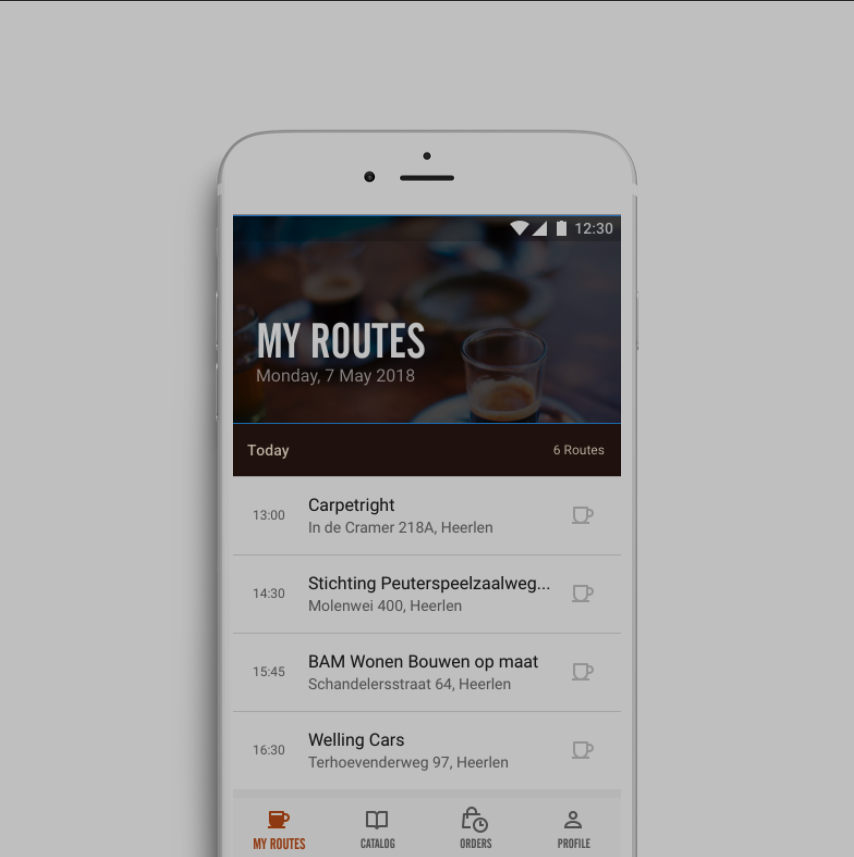 12:30
MY ROUTES
Monday, 7 May 2018
Today
6 Routes
13:00
Carpetright
In de Cramer 218A, Heerlen
14:30
Stichting Peuterspeelzaalweg...
Molenwei 400, Heerlen
15:45
BAM Wonen Bouwen op maat
Schandelersstraat 64, Heerlen
16:30
Welling Cars
Terhoevenderweg 97, Heerlen
MY ROUTES
CATALOG
ORDERS
PROFILE